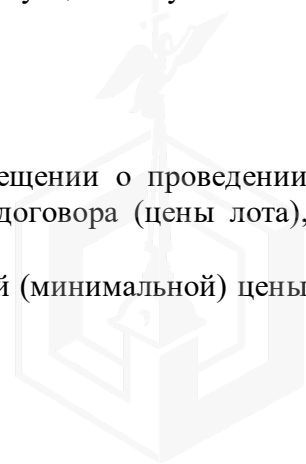 ещении о проведении
договора (цены лота),
й (минимальной) цены